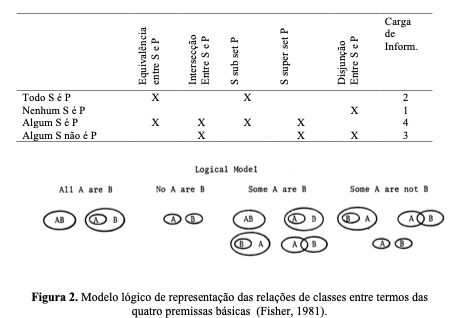 Equivalência entre S e P
Intersecção Entre S e P
S sub set P
S super set P
Disjunção Entre S e P
Carga de Inform.
Todo S é P X X 2
Nenhum S é P X 1
Algum S é P X X X X 4
Algum S não é P X X X 3
Logical Model
All A are B No A are B Some A are B Some A are not B
AB A B A B AB A B B A A B
B A A B A B
Figura 2. Modelo lógico de representação das relações de classes entre termos das
quatro premissas básicas (Fisher, 1981).